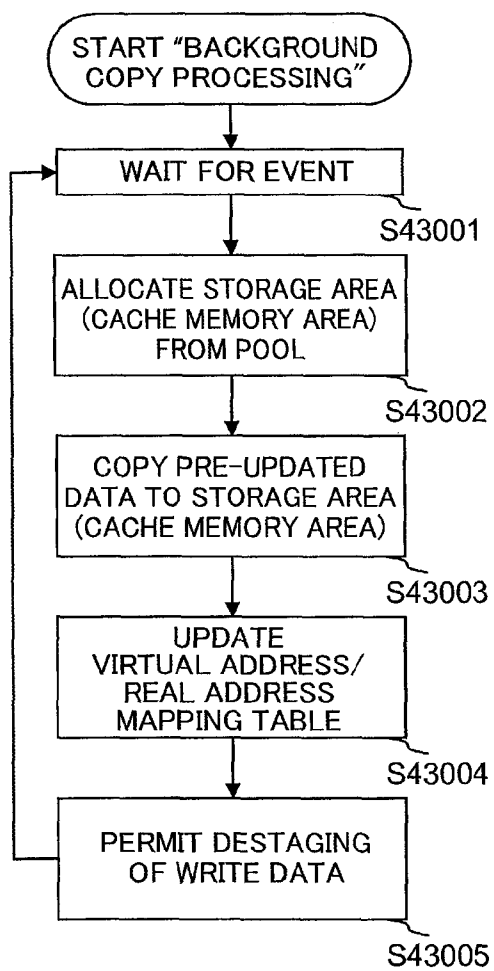 START “BACKGROUND
COPY PROCESSING”
WAIT FOR EVENT
S43001
ALLOCATE STORAGE AREA
(CACHE MEMORY AREA)
FROM POOL
S43002
COPY PRE-UPDATED
DATA TO STORAGE AREA
(CACHE MEMORY AREA)
S43003
UPDATE
VIRTUAL ADDRESS/
REAL ADDRESS
MAPPING TABLE
S43004
PERMIT DESTAGING
OF WRITE DATA
S43005